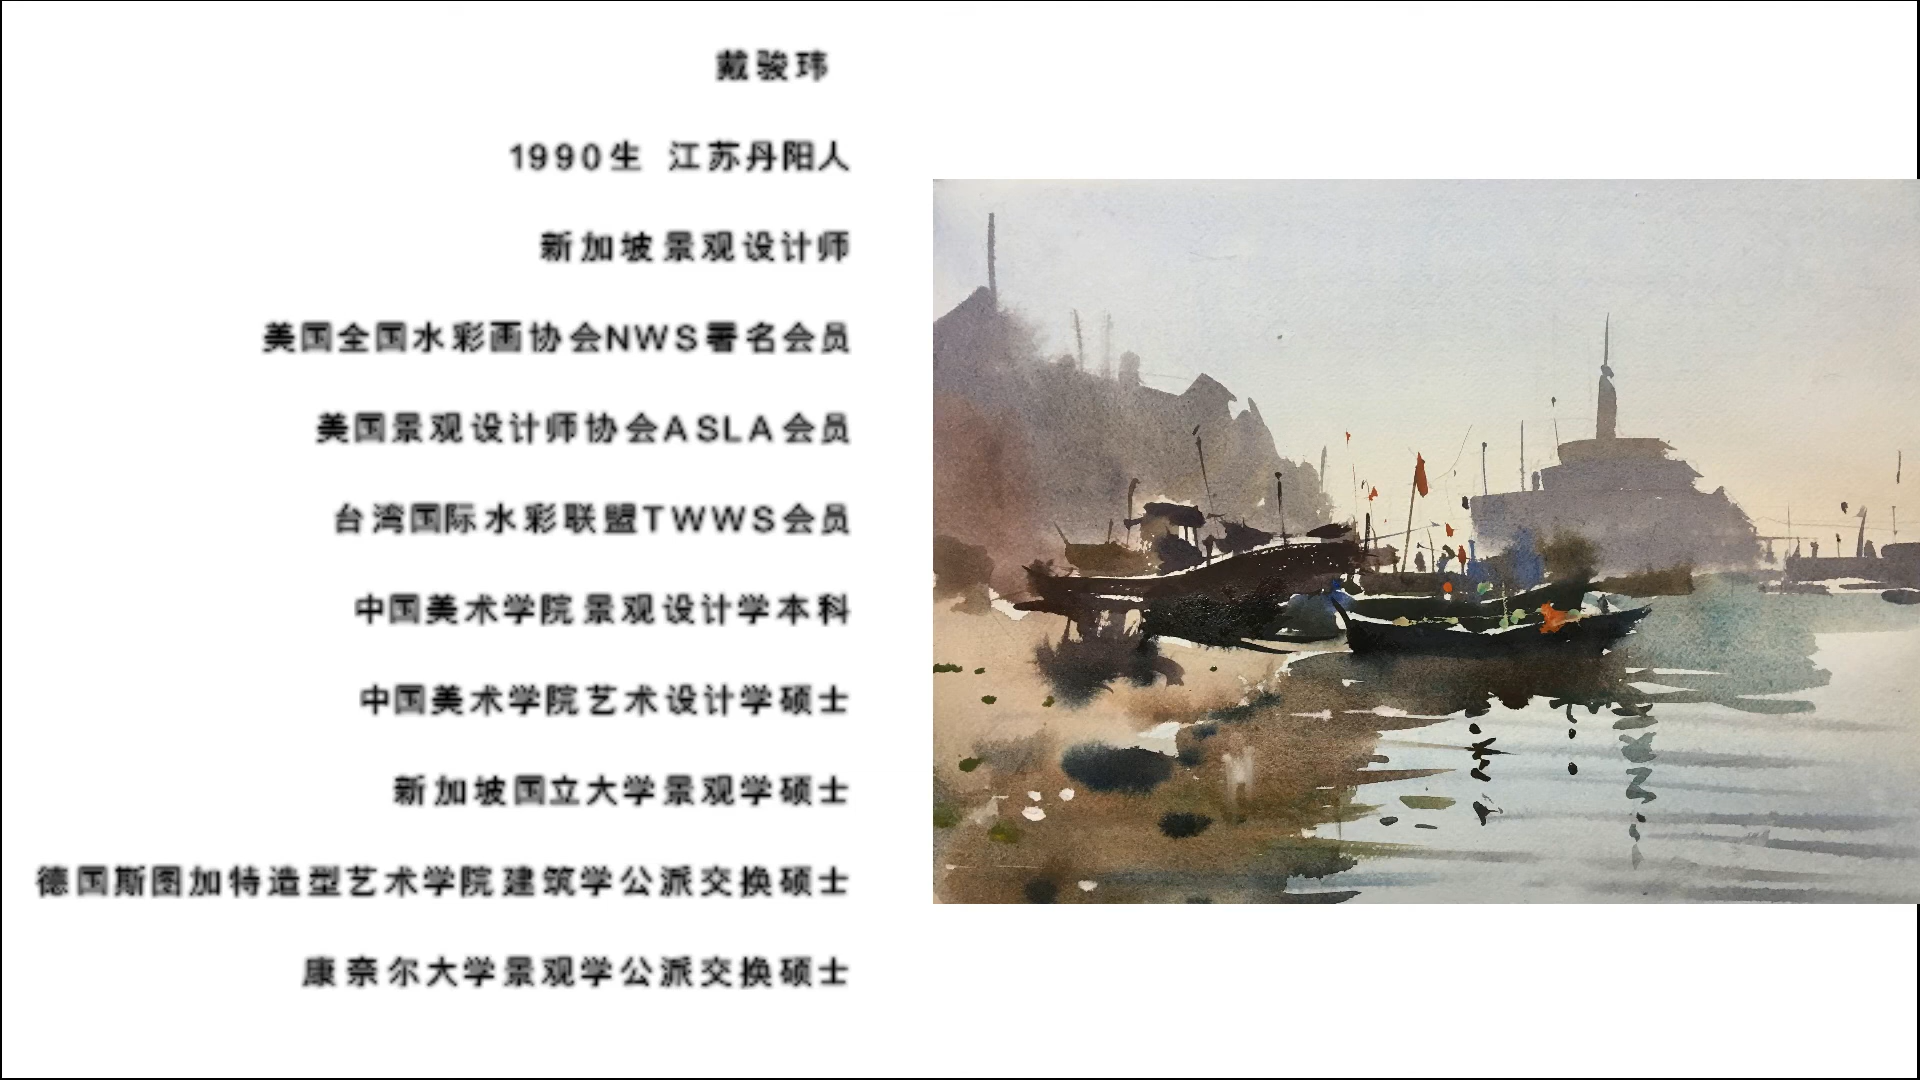 戴骏玮
1990生 江苏丹阳人
新加坡景观设计师
美国全国水彩画协会NWS署名会员
美国景观设计师协会ASLA会员
台湾国际水彩联盟TWWS会员
中国美术学院景观设计学本科
中国美术学院艺术设计学硕士
新加坡国立大学景观学硕士
德国斯图加特造型艺术学院建筑学公派交换硕士
康奈尔大学景观学公派交换硕士